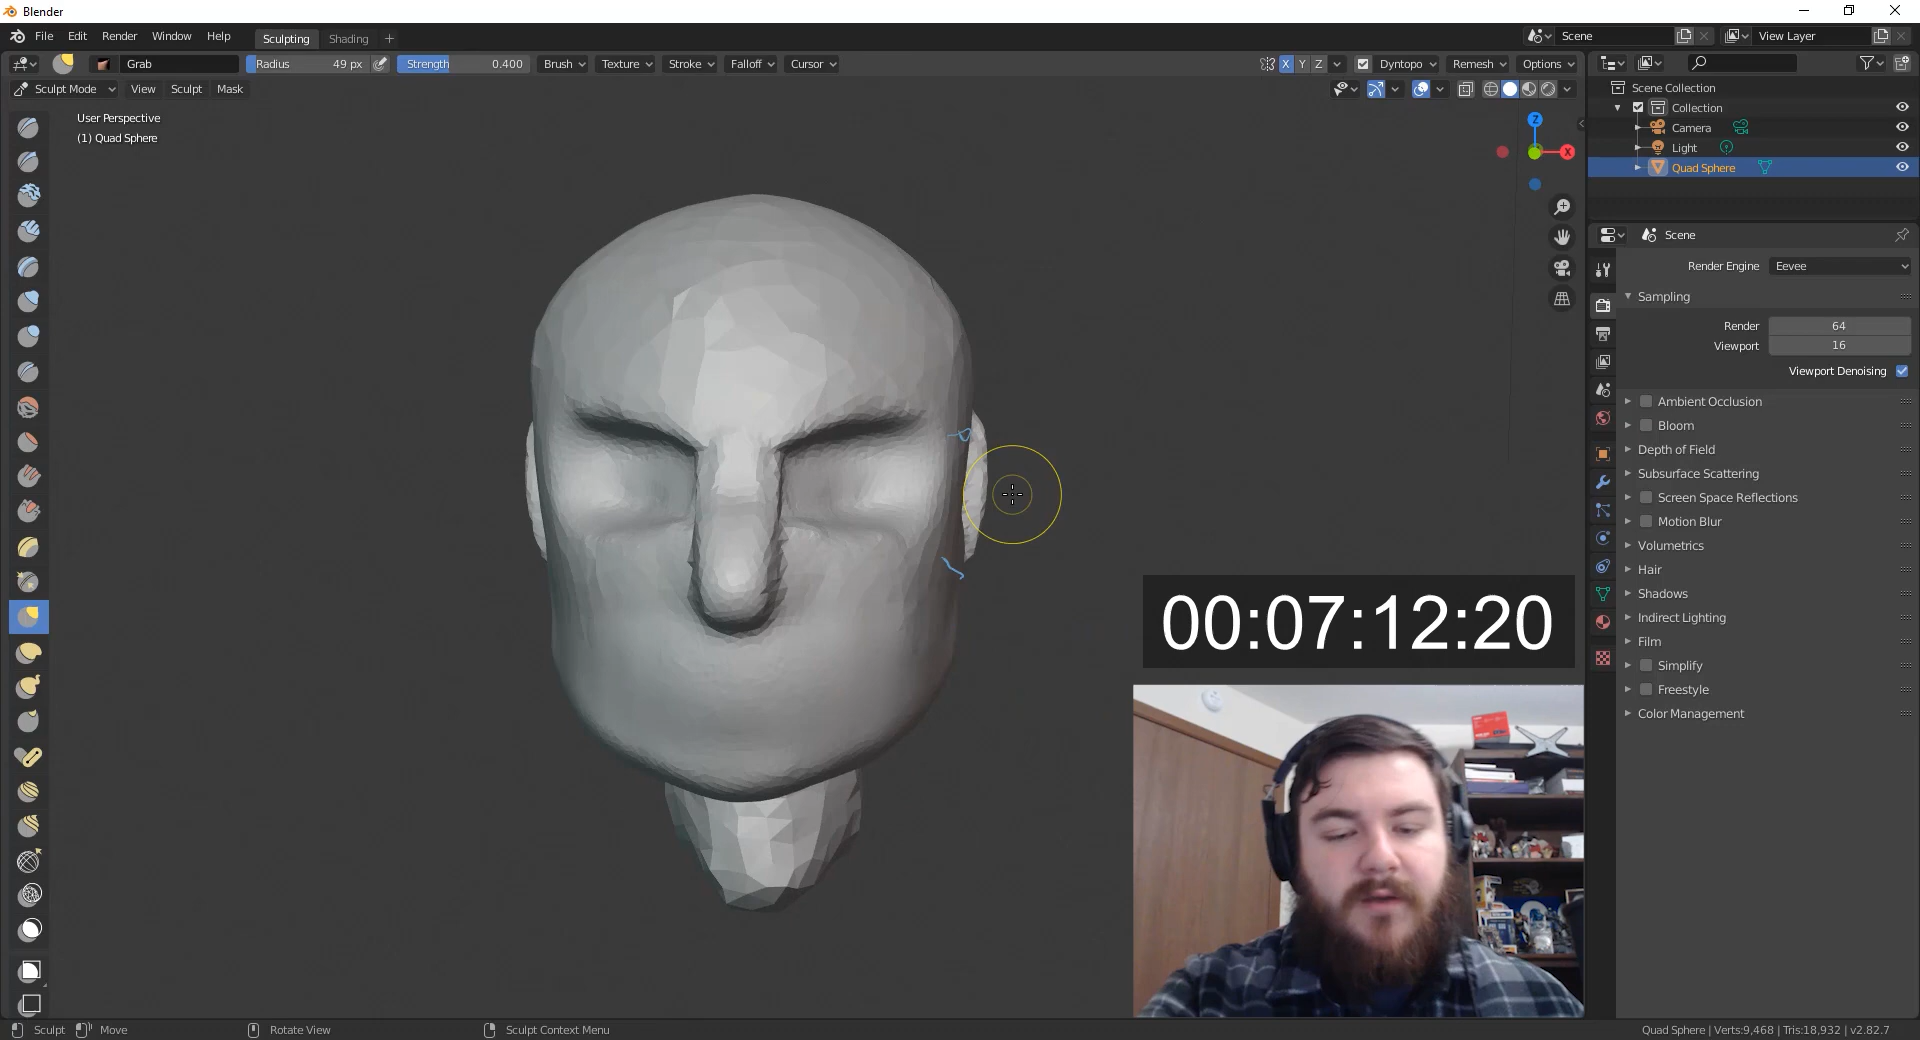 Blender
File Edit Render Window Help Sculpting Shading + Scene View Layer
Grab Radius 49 px Strength 0.400 Brush Texture Stroke Falloff Cursor X Y Z Dyntopo Remesh Options
Sculpt Mode View Sculpt Mask
User Perspective
(1) Quad Sphere
Z
X
Scene Collection
Collection
Camera
Light
Quad Sphere
Scene
Render Engine Eevee
Sampling
Render 64
Viewport 16
Viewport Denoising
Ambient Occlusion
Bloom
Depth of Field
Subsurface Scattering
Screen Space Reflections
Motion Blur
Volumetrics
Hair
Shadows
Indirect Lighting
Film
Simplify
Freestyle
Color Management
00:07:12:20
Sculpt Move Rotate View Sculpt Context Menu Quad Sphere | Verts:9,468 | Tris:18,932 | v2.82.7